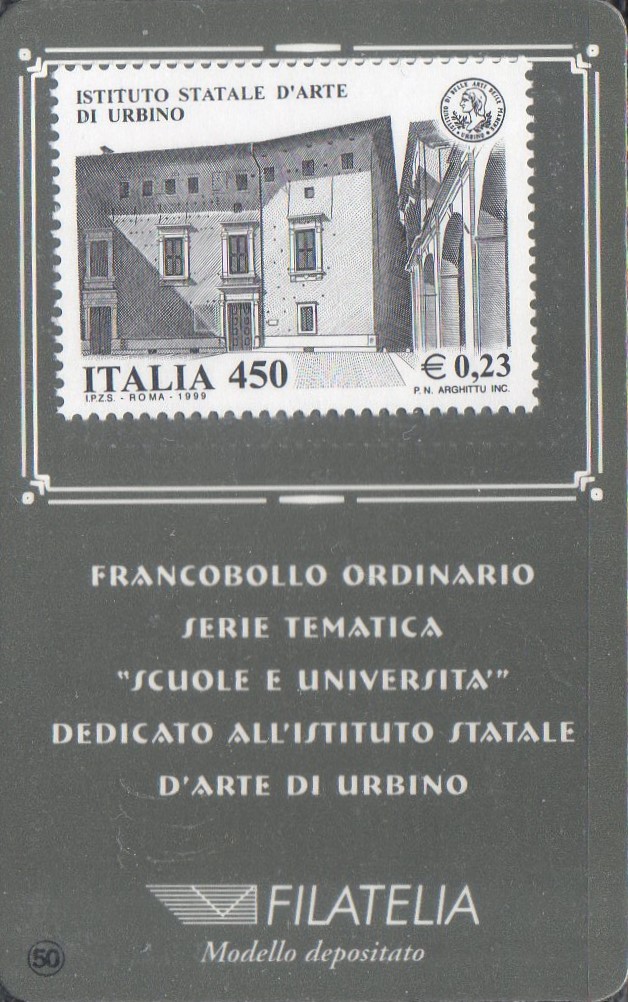 ISTITUTO STATALE D'ARTE
DI URBINO
ITALIA 450
€ 0,23
I.P.Z.S. - ROMA - 1999
P. N. ARGHITTU INC.
FRANCOBOLLO ORDINARIO
SERIE TEMATICA
"SCUOLE E UNIVERSITA'"
DEDICATO ALL'ISTITUTO STATALE
D'ARTE DI URBINO
FILATELIA
Modello depositato
50